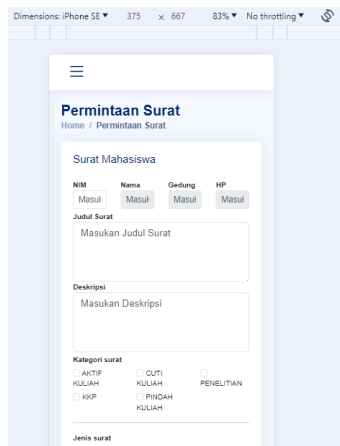 Dimensions: iPhone SE ▼ 375 x 667 83% ▼ No throttling ▼
Permintaan Surat
Home / Permintaan Surat
Surat Mahasiswa
NIM Nama Gedung HP
Masul Masul Masul Masul
Judul Surat
Masukan Judul Surat
Deskripsi
Masukan Deskripsi
Kategori surat
AKTIF KULIAH
CUTI KULIAH
PENELITIAN
KKP
PINDAH KULIAH
Jenis surat